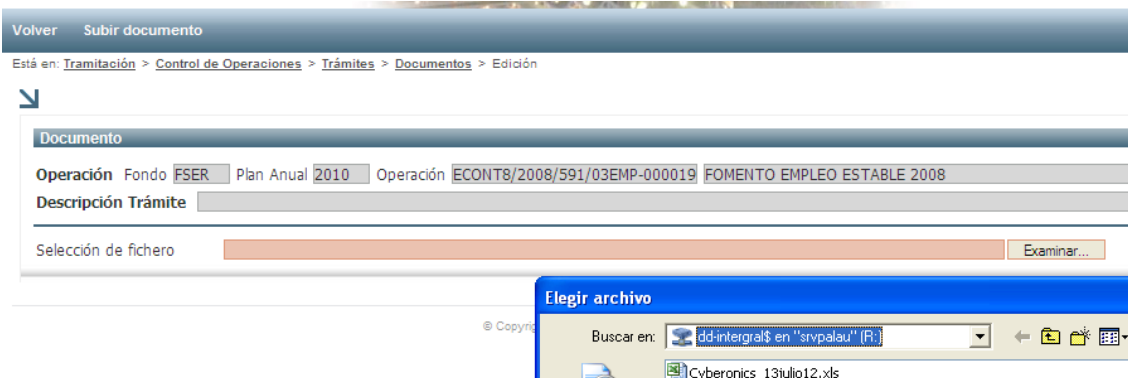 Volver Subir documento
Está en: Tramitación > Control de Operaciones > Trámites > Documentos > Edición
Documento
Operación Fondo FSER Plan Anual 2010 Operación ECONT8/2008/591/03EMP-000019 FOMENTO EMPLEO ESTABLE 2008
Descripción Trámite
Selección de fichero Examinar...
Elegir archivo
© Copyrig
Buscar en: dd-intergral$ en "srvpalau" (R:)
Cyberonics_13julio12.xls